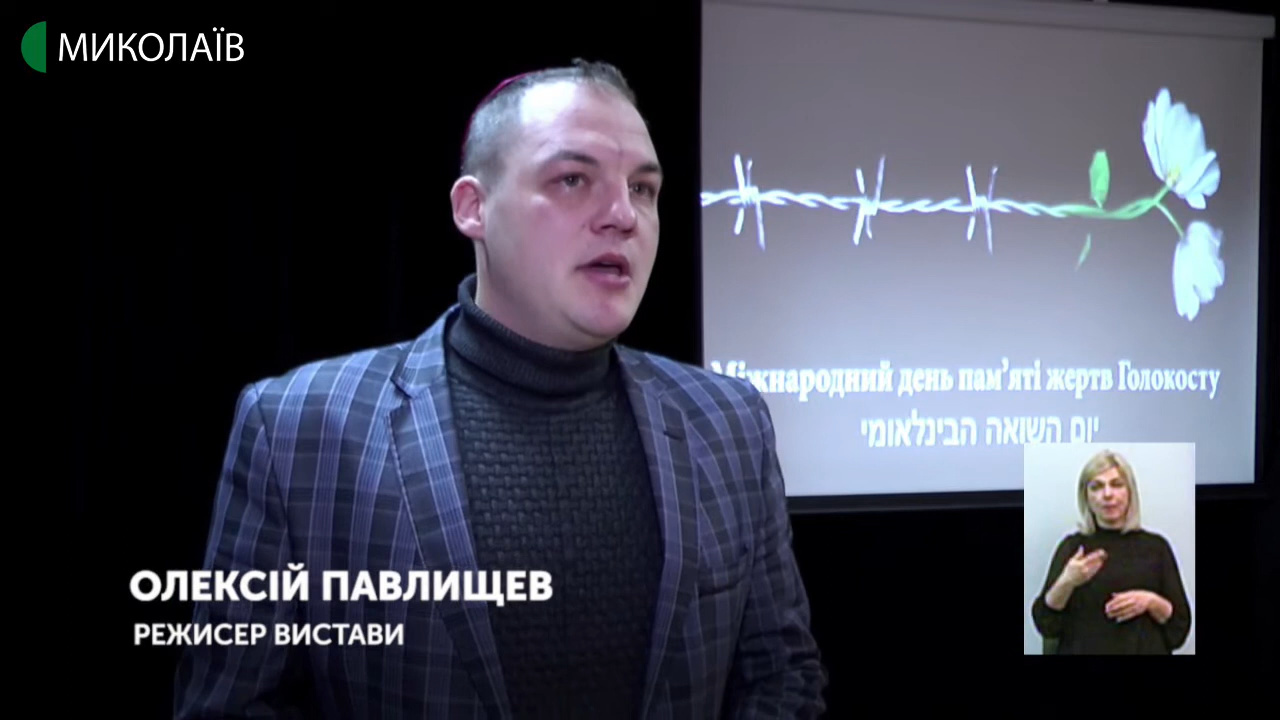 МИКОЛАЇВ
Міжнародний день пам’яті жертв Голокосту
יום השואה הבינלאומי
ОЛЕКСІЙ ПАВЛИЩЕВ
РЕЖИСЕР ВИСТАВИ